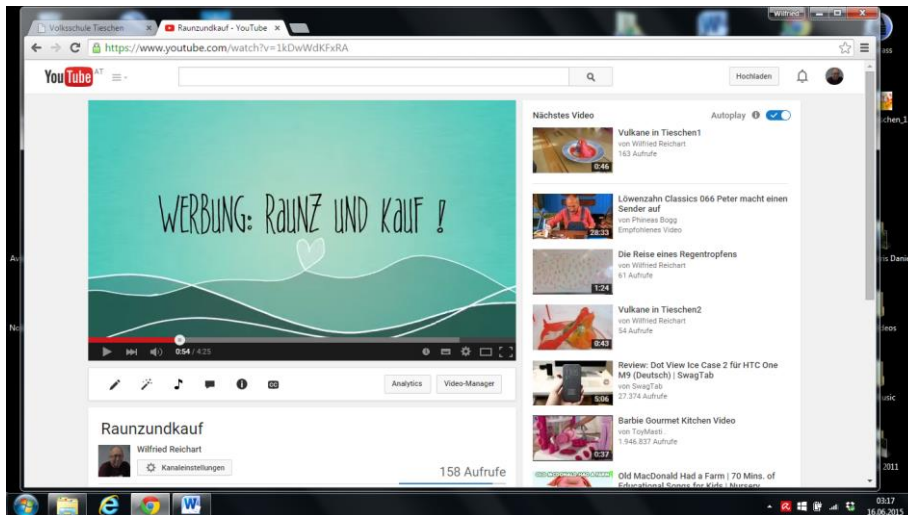 Wilfried
Volksschule Tieschen
Raunzundkauf - YouTube
https://www.youtube.com/watch?v=1kDwWdKFxRA
YouTube AT
Hochladen
WERBUNG: RaUNZ UND KaUF !
0:54 / 4:25
Analytics
Video-Manager
Raunzundkauf
Wilfried Reichart
Kanaleinstellungen
158 Aufrufe
Nächstes Video
Autoplay
Vulkane in Tieschen1
von Wilfried Reichart
163 Aufrufe
0:46
Löwenzahn Classics 066 Peter macht einen
Sender auf
von Phineas Bogg
Empfohlenes Video
28:33
Die Reise eines Regentropfens
von Wilfried Reichart
61 Aufrufe
1:24
Vulkane in Tieschen2
von Wilfried Reichart
54 Aufrufe
0:43
Review: Dot View Ice Case 2 für HTC One
M9 (Deutsch) | SwagTab
von SwagTab
27.374 Aufrufe
5:06
Barbie Gourmet Kitchen Video
von ToyMasti .
1.946.837 Aufrufe
0:37
Old MacDonald Had a Farm | 70 Mins. of
Educational Songs for Kids | Nursery
03:17
16.06.2015